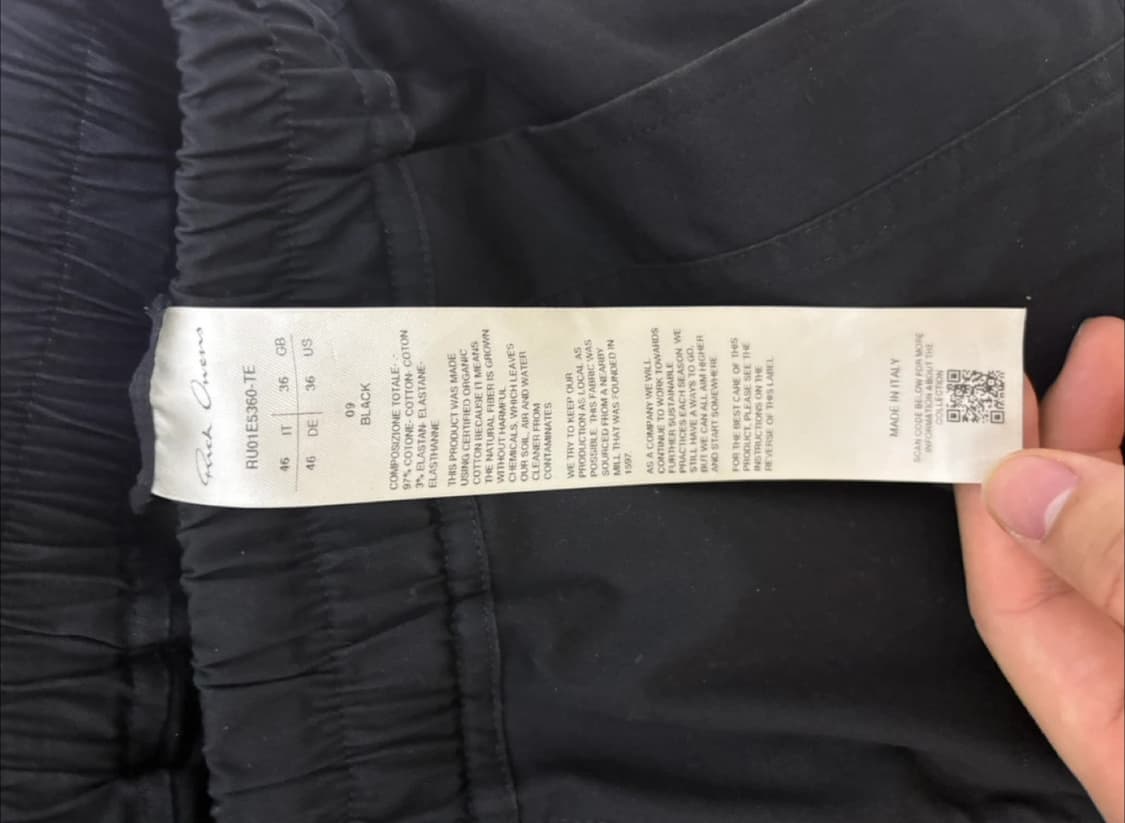 Rick Owens
RU01E5360-TE
46 IT 36 GB
46 DE 36 US
09
BLACK
COMPOSIZIONE TOTALE:
97% COTONE- COTTON- COTON
3% ELASTAN- ELASTANE-
ELASTHANNE
THIS PRODUCT WAS MADE
USING CERTIFIED ORGANIC
COTTON BECAUSE IT MEANS
THE NATURAL FIBER IS GROWN
WITHOUT HARMFUL
CHEMICALS, WHICH LEAVES
OUR SOIL, AIR AND WATER
CLEANER FROM
CONTAMINATES
WE TRY TO KEEP OUR
PRODUCTION AS LOCAL AS
POSSIBLE. THIS FABRIC WAS
SOURCED FROM A NEARBY
MILL THAT WAS FOUNDED IN
1597.
AS A COMPANY WE WILL
CONTINUE TO WORK TOWARDS
FURTHER SUSTAINABLE
PRACTICES EACH SEASON. WE
STILL HAVE A WAYS TO GO,
BUT WE CAN ALL AIM HIGHER
AND START SOMEWHERE
FOR THE BEST CARE OF THIS
PRODUCT, PLEASE SEE THE
INSTRUCTIONS ON THE
REVERSE OF THIS LABEL
MADE IN ITALY
SCAN CODE BELOW FOR MORE
INFORMATION ABOUT THE
COLLECTION